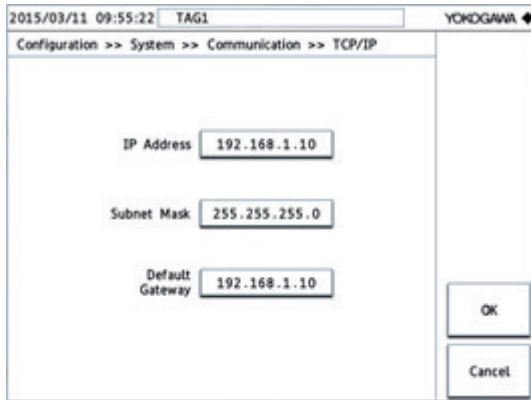 2015/03/11 09:55:22 TAG1 YOKOGAWA
Configuration >> System >> Communication >> TCP/IP
IP Address 192.168.1.10
Subnet Mask 255.255.255.0
Default
Gateway 192.168.1.10
OK
Cancel